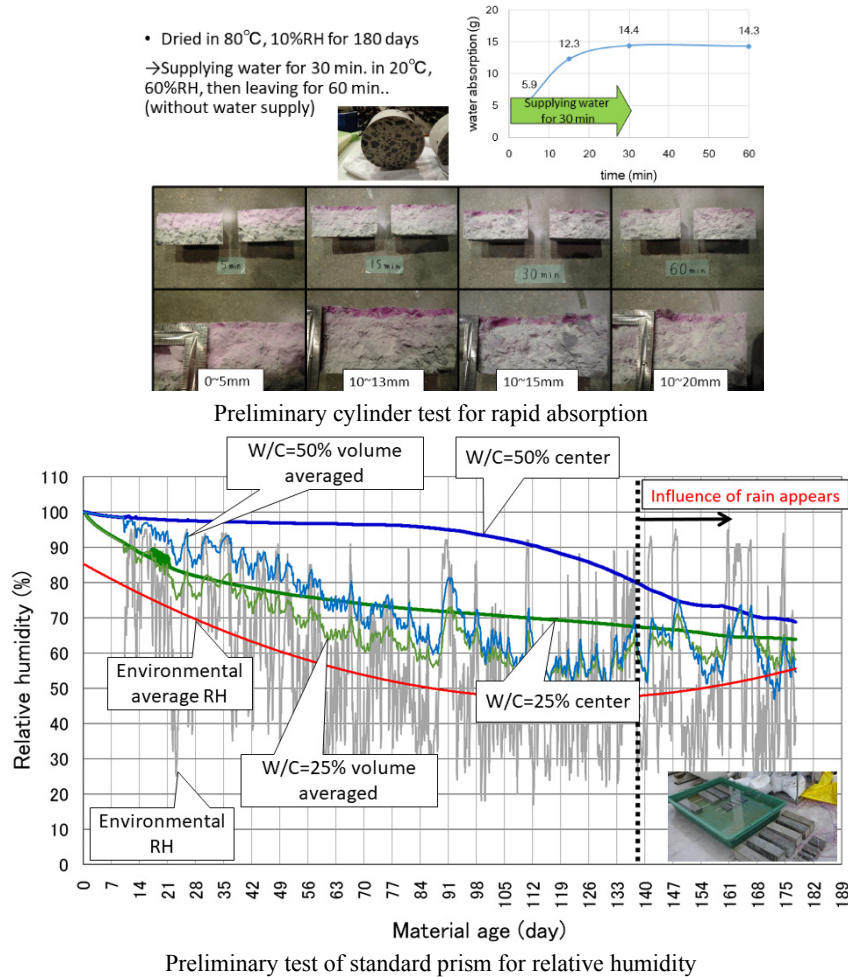 • Dried in 80℃, 10%RH for 180 days
→Supplying water for 30 min. in 20℃,
60%RH, then leaving for 60 min..
(without water supply)
water absorption (g)
20
15
10
5
0
5.9
12.3
14.4
14.3
Supplying water
for 30 min
0 10 20 30 40 50 60
time (min)
5min
15min
30min
60min
0~5mm
10~13mm
10~15mm
10~20mm
Preliminary cylinder test for rapid absorption
Relative humidity (%)
110
100
90
80
70
60
50
40
30
20
10
0
W/C=50% volume
averaged
W/C=50% center
Influence of rain appears
Environmental
average RH
W/C=25% center
W/C=25% volume
averaged
Environmental
RH
0 7 14 21 28 35 42 49 56 63 70 77 84 91 98 105 112 119 126 133 140 147 154 161 168 175 182 189
Material age (day)
Preliminary test of standard prism for relative humidity